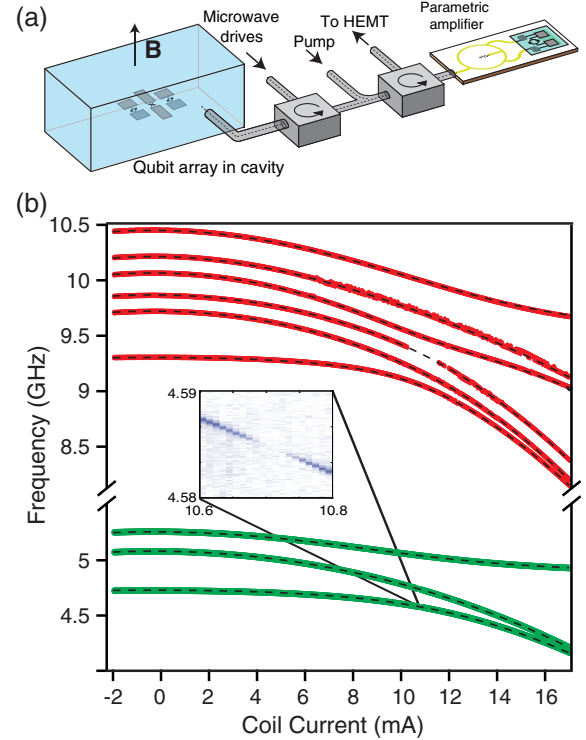 (a)
B
Microwave
drives
Pump
To HEMT
Parametric
amplifier
Qubit array in cavity
(b)
Frequency (GHz)
10.5
10
9.5
9
8.5
5
4.5
4.59
4.58
10.6
10.8
-2
0
2
4
6
8
10
12
14
16
Coil Current (mA)